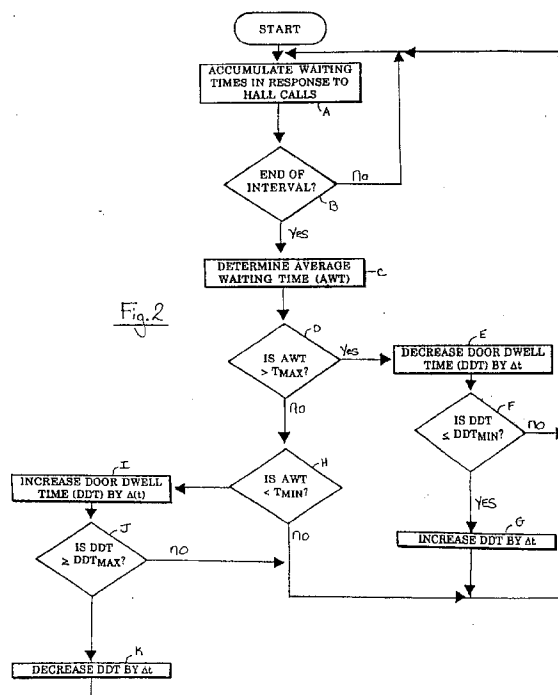 START
ACCUMULATE WAITING
TIMES IN RESPONSE TO
HALL CALLS
A
END OF
INTERVAL?
no
B
Yes
DETERMINE AVERAGE
WAITING TIME (AWT)
C
Fig.2
D
IS AWT
> TMAX?
Yes
no
E
DECREASE DOOR DWELL
TIME (DDT) BY Δt
F
IS DDT
≤ DDTMIN?
no
YES
G
INCREASE DDT BY Δt
H
IS AWT
< TMIN?
no
I
INCREASE DOOR DWELL
TIME (DDT) BY Δ(t)
J
IS DDT
≥ DDTMAX?
no
K
DECREASE DDT BY Δt